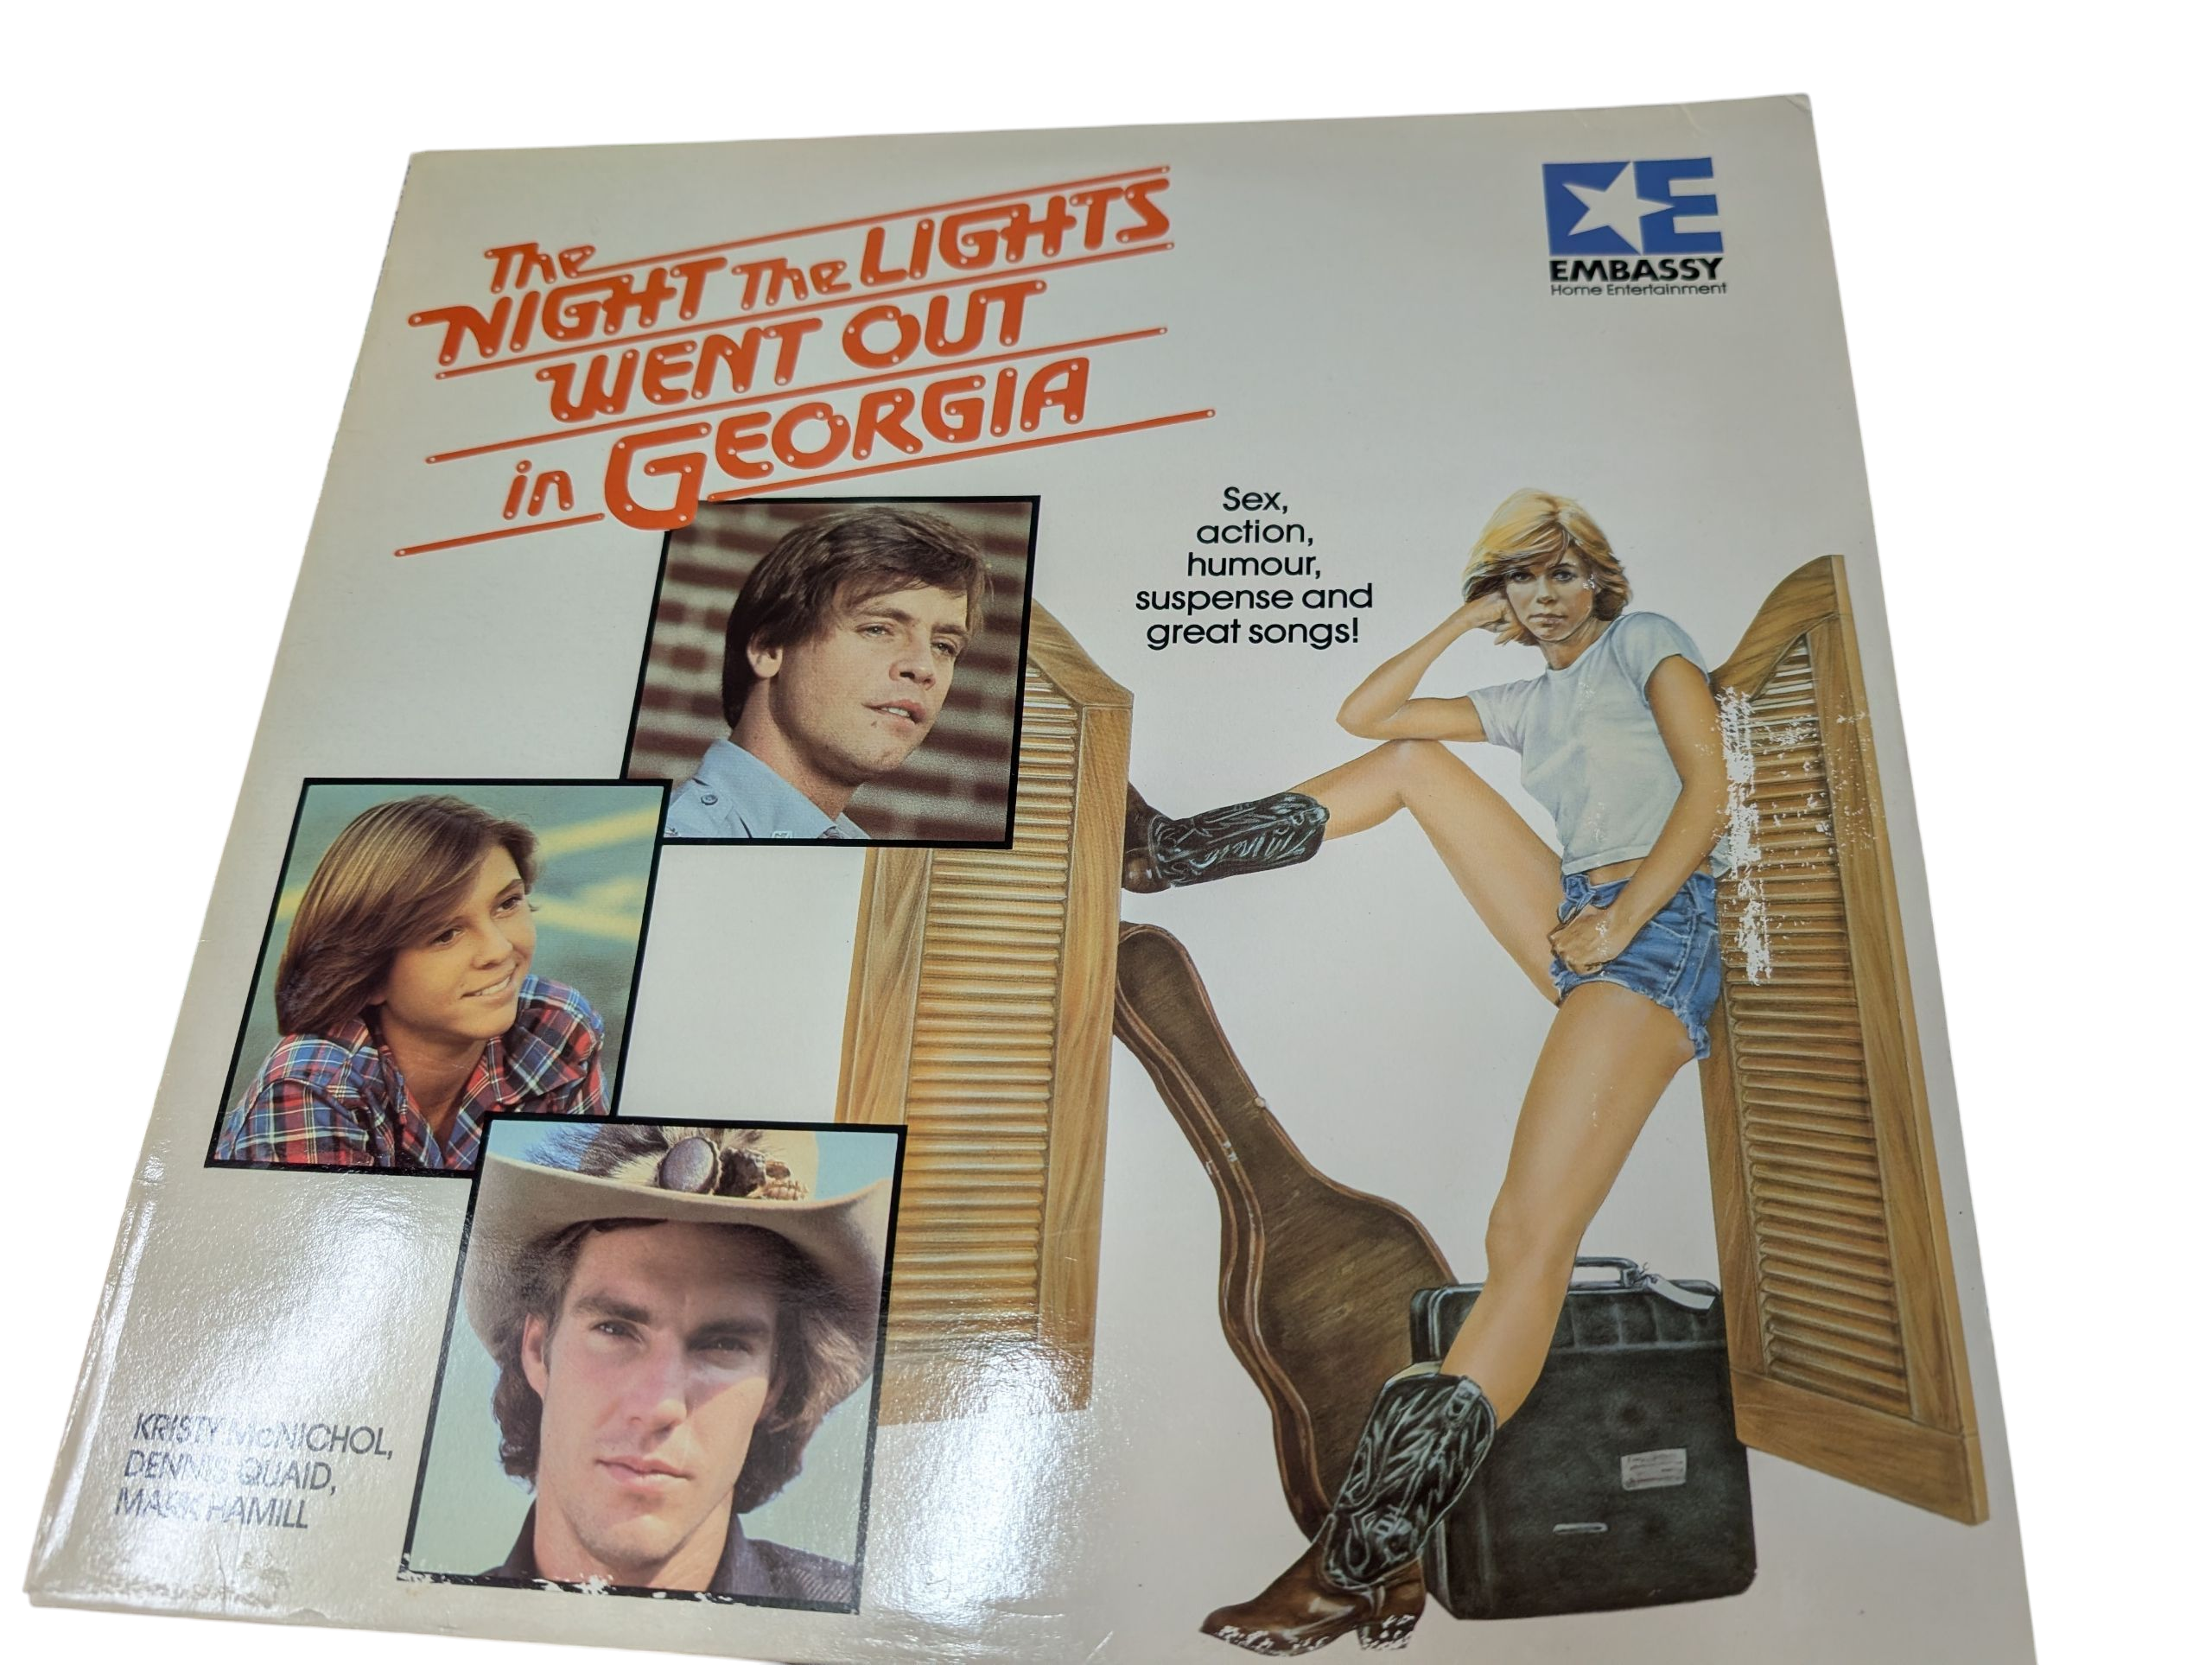 The
NIGHT The LIGHTS
WENT OUT
in GEORGIA
EMBASSY
Home Entertainment
Sex,
action,
humour,
suspense and
great songs!
KRISTY McNICHOL,
DENNIS QUAID,
MARK HAMILL